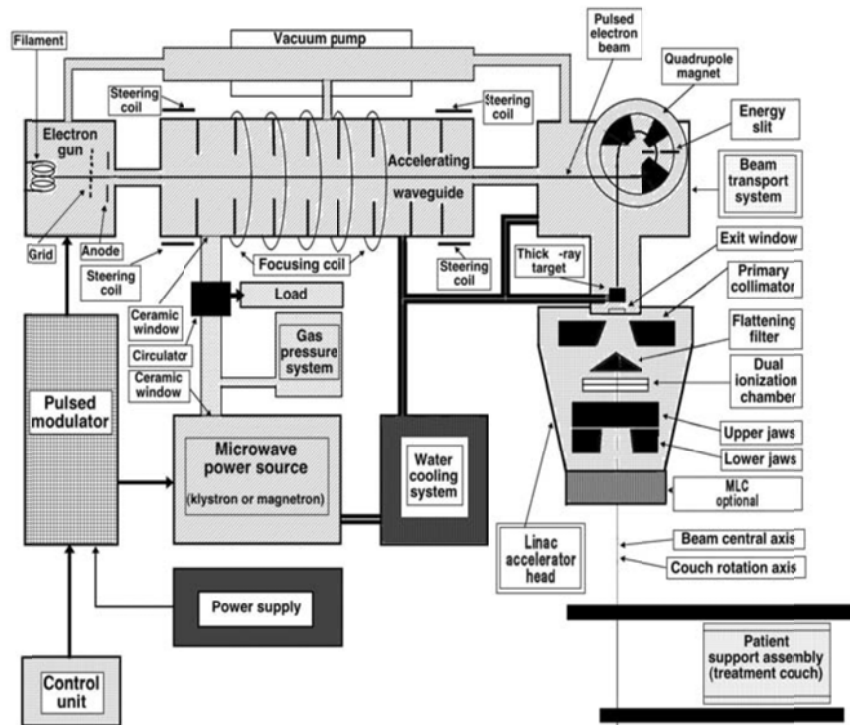 Filament
Vacuum pump
Pulsed
electron
beam
Quadrupole
magnet
Steering
coil
Steering
coil
Energy
slit
Electron
gun
Accelerating
waveguide
Beam
transport
system
Grid
Anode
Steering
coil
Focusing coil
Steering
coil
Thick -ray
target
Exit window
Primary
collimator
Ceramic
window
Load
Circulator
Gas
pressure
system
Flattening
filter
Ceramic
window
Dual
ionization
chamber
Pulsed
modulator
Microwave
power source
(klystron or magnetron)
Water
cooling
system
Upper jaws
Lower jaws
MLC
optional
Linac
accelerator
head
Beam central axis
Couch rotation axis
Power supply
Patient
support assembly
(treatment couch)
Control
unit